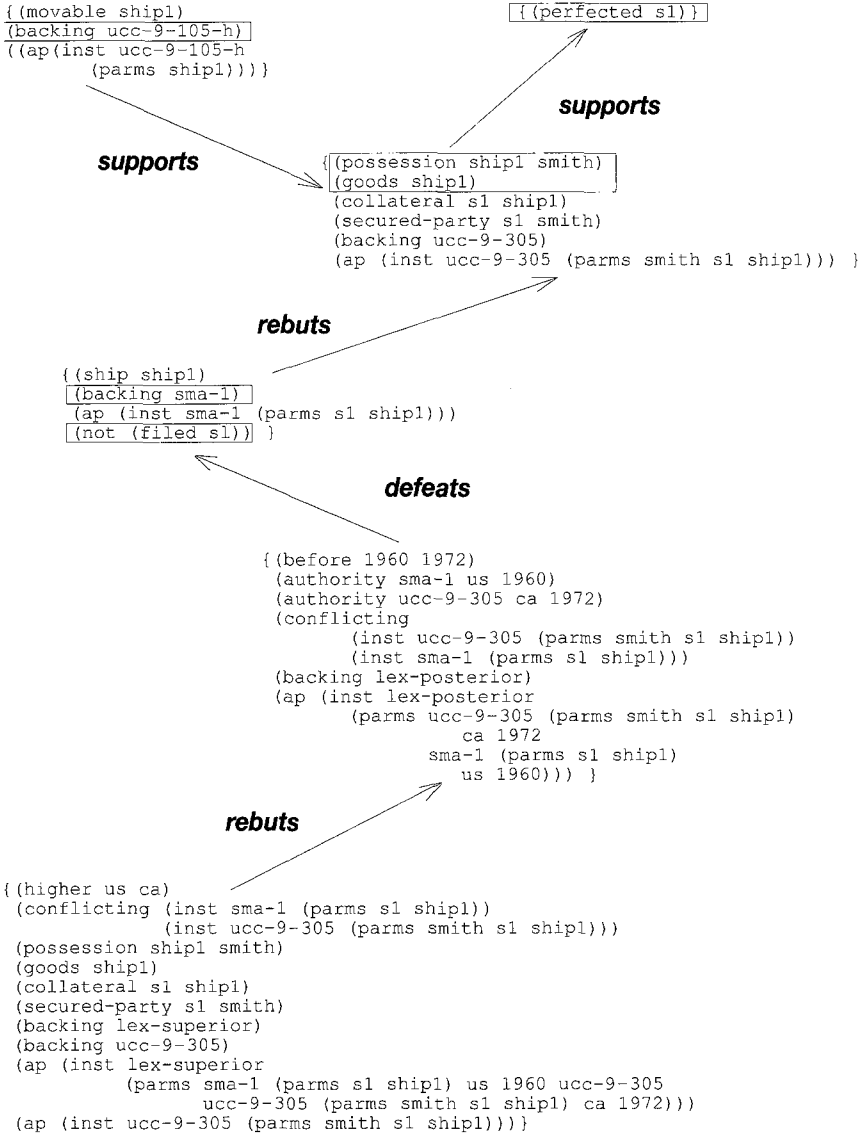 {(movable ship1)
(backing ucc-9-105-h)
((ap(inst ucc-9-105-h
(parms ship1)))}
{(perfected s1)}
supports
supports
{(possession ship1 smith)
(goods ship1)
(collateral s1 ship1)
(secured-party s1 smith)
(backing ucc-9-305)
(ap (inst ucc-9-305 (parms smith s1 ship1))) }
rebuts
{(ship ship1)
(backing sma-1)
(ap (inst sma-1 (parms s1 ship1)))
(not (filed s1)) }
defeats
{(before 1960 1972)
(authority sma-1 us 1960)
(authority ucc-9-305 ca 1972)
(conflicting
(inst ucc-9-305 (parms smith s1 ship1))
(inst sma-1 (parms s1 ship1)))
(backing lex-posterior)
(ap (inst lex-posterior
(parms ucc-9-305 (parms smith s1 ship1)
ca 1972
sma-1 (parms s1 ship1)
us 1960))) }
rebuts
{(higher us ca)
(conflicting (inst sma-1 (parms s1 ship1))
(inst ucc-9-305 (parms smith s1 ship1)))
(possession ship1 smith)
(goods ship1)
(collateral s1 ship1)
(secured-party s1 smith)
(backing lex-superior)
(backing ucc-9-305)
(ap (inst lex-superior
(parms sma-1 (parms s1 ship1) us 1960 ucc-9-305
ucc-9-305 (parms smith s1 ship1) ca 1972)))
(ap (inst ucc-9-305 (parms smith s1 ship1)))}